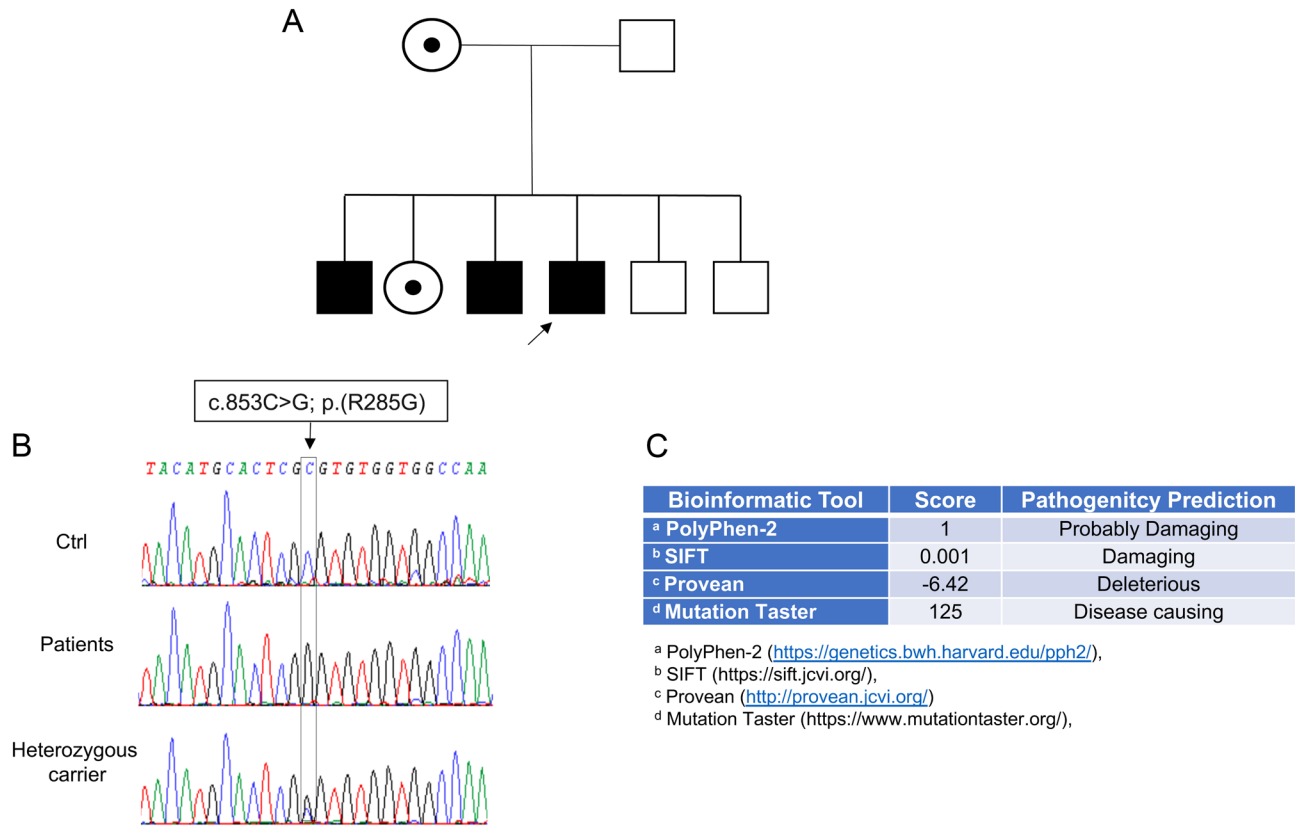 A
c.853C>G; p.(R285G)
B
TACATGCACTCGCGTGTGGTGGCCAA
Ctrl
Patients
Heterozygous
carrier
C
Bioinformatic Tool Score Pathogenitcy Prediction
a PolyPhen-2 1 Probably Damaging
b SIFT 0.001 Damaging
c Provean -6.42 Deleterious
d Mutation Taster 125 Disease causing
a PolyPhen-2 (https://genetics.bwh.harvard.edu/pph2/),
b SIFT (https://sift.jcvi.org/),
c Provean (http://provean.jcvi.org/)
d Mutation Taster (https://www.mutationtaster.org/),